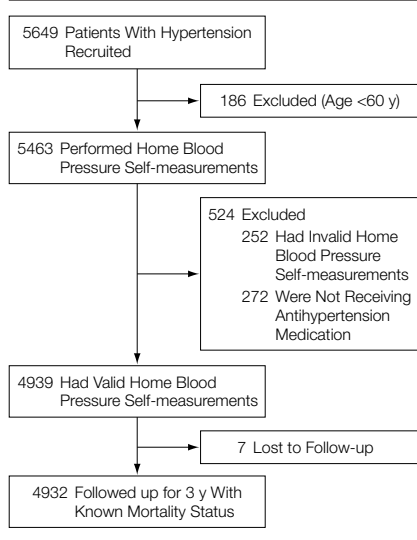 5649 Patients With Hypertension
Recruited
186 Excluded (Age <60 y)
5463 Performed Home Blood
Pressure Self-measurements
524 Excluded
252 Had Invalid Home
Blood Pressure
Self-measurements
272 Were Not Receiving
Antihypertension
Medication
4939 Had Valid Home Blood
Pressure Self-measurements
7 Lost to Follow-up
4932 Followed up for 3 y With
Known Mortality Status